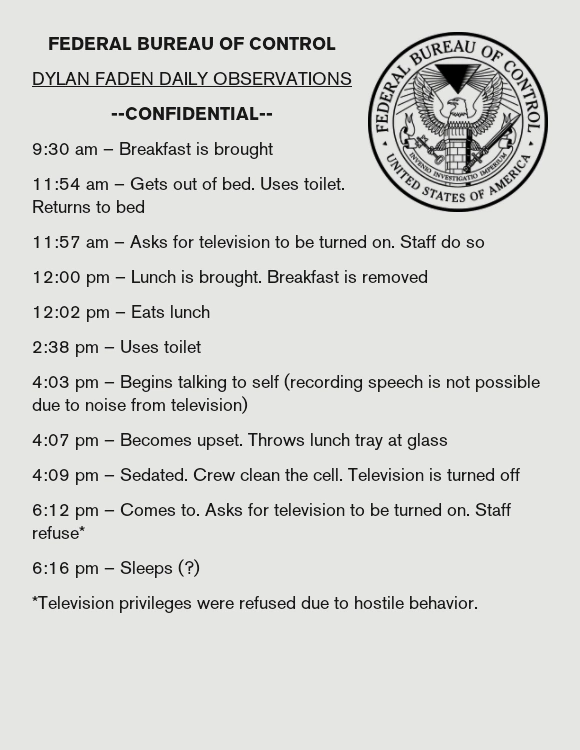 FEDERAL BUREAU OF CONTROL
DYLAN FADEN DAILY OBSERVATIONS
--CONFIDENTIAL--
FEDERAL BUREAU OF CONTROL
INVENIO INVESTIGATIO IMPERIUM
UNITED STATES OF AMERICA
9:30 am – Breakfast is brought
11:54 am – Gets out of bed. Uses toilet.
Returns to bed
11:57 am – Asks for television to be turned on. Staff do so
12:00 pm – Lunch is brought. Breakfast is removed
12:02 pm – Eats lunch
2:38 pm – Uses toilet
4:03 pm – Begins talking to self (recording speech is not possible
due to noise from television)
4:07 pm – Becomes upset. Throws lunch tray at glass
4:09 pm – Sedated. Crew clean the cell. Television is turned off
6:12 pm – Comes to. Asks for television to be turned on. Staff
refuse*
6:16 pm – Sleeps (?)
*Television privileges were refused due to hostile behavior.